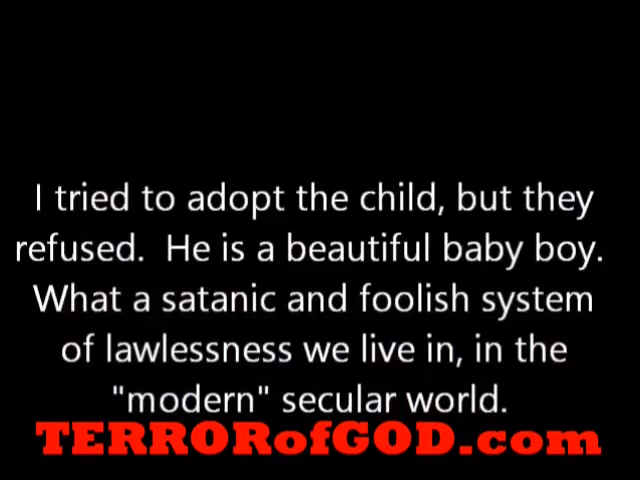 I tried to adopt the child, but they
refused.  He is a beautiful baby boy.
What a satanic and foolish system
of lawlessness we live in, in the
"modern" secular world.
TERRORofGOD.com